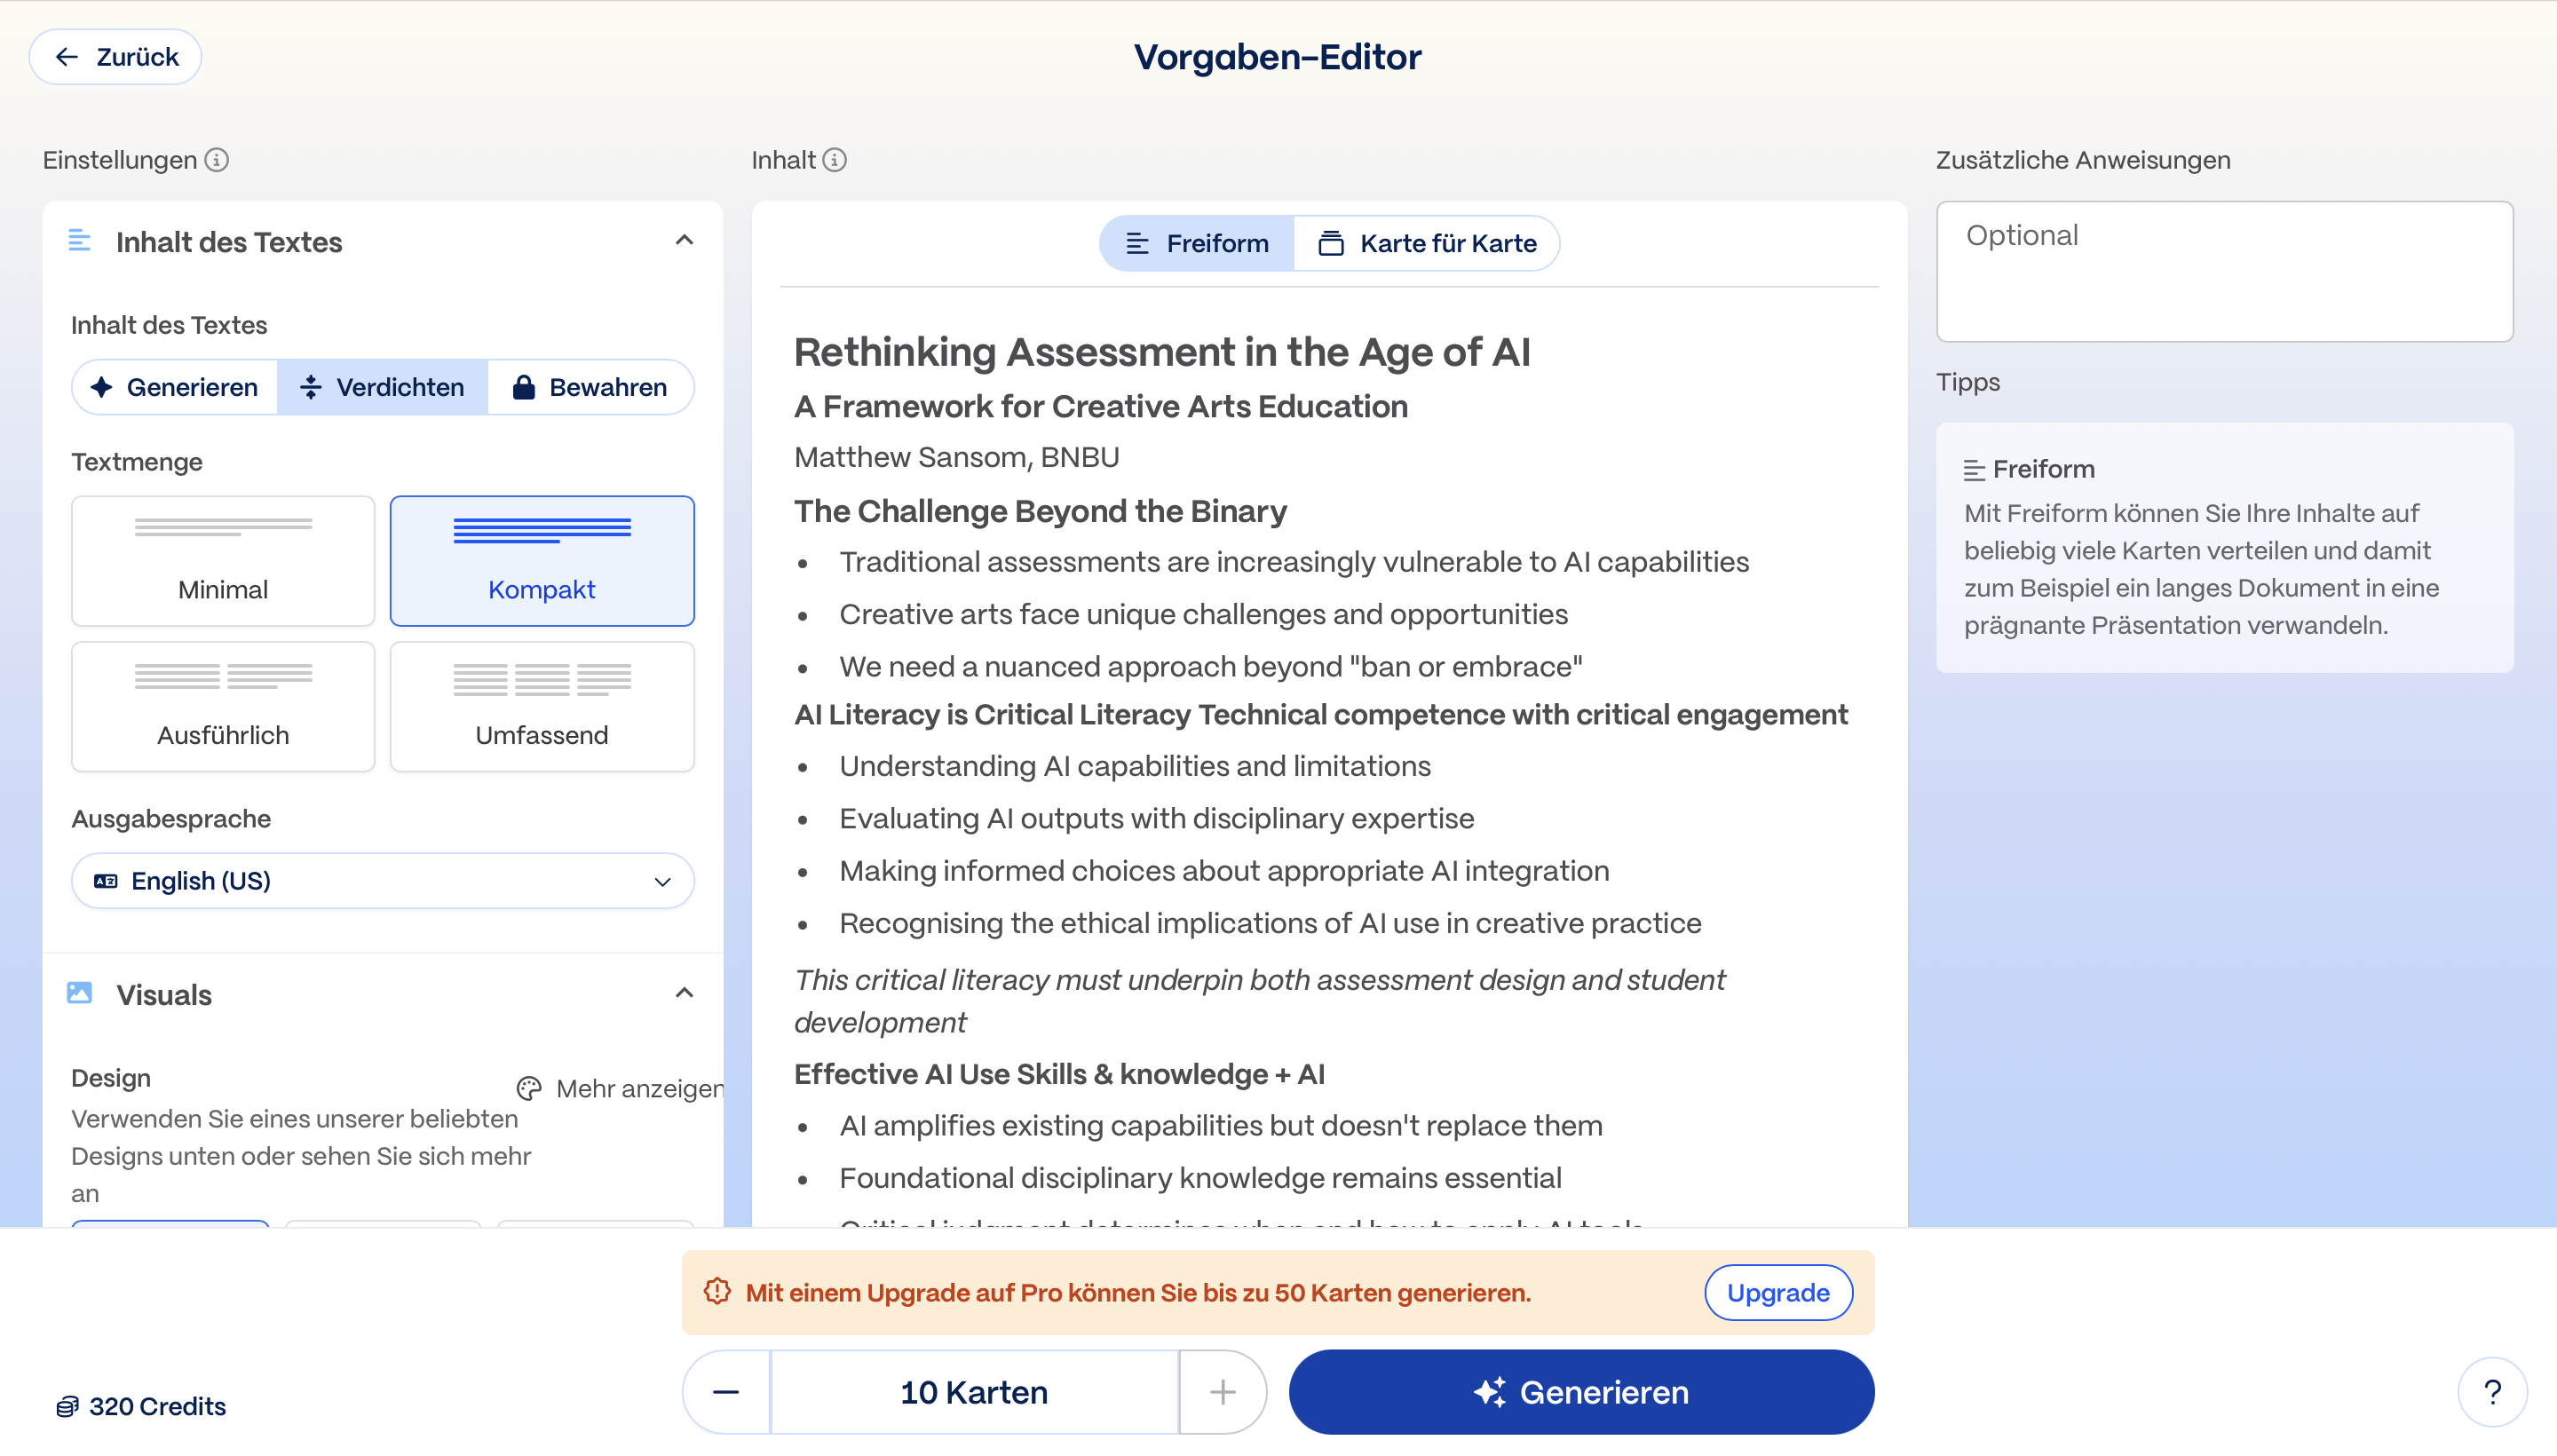 Zurück
Vorgaben-Editor
Einstellungen
Inhalt des Textes
Inhalt des Textes
Generieren
Verdichten
Bewahren
Textmenge
Minimal
Kompakt
Ausführlich
Umfassend
Ausgabesprache
English (US)
Visuals
Design
Mehr anzeigen
Verwenden Sie eines unserer beliebten
Designs unten oder sehen Sie sich mehr
an
Inhalt
Freiform
Karte für Karte
Rethinking Assessment in the Age of AI
A Framework for Creative Arts Education
Matthew Sansom, BNBU
The Challenge Beyond the Binary
• Traditional assessments are increasingly vulnerable to AI capabilities
• Creative arts face unique challenges and opportunities
• We need a nuanced approach beyond "ban or embrace"
AI Literacy is Critical Literacy Technical competence with critical engagement
• Understanding AI capabilities and limitations
• Evaluating AI outputs with disciplinary expertise
• Making informed choices about appropriate AI integration
• Recognising the ethical implications of AI use in creative practice
This critical literacy must underpin both assessment design and student
development
Effective AI Use Skills & knowledge + AI
• AI amplifies existing capabilities but doesn't replace them
• Foundational disciplinary knowledge remains essential
Critical judgment determines when and how to apply AI tools
Zusätzliche Anweisungen
Optional
Tipps
Freiform
Mit Freiform können Sie Ihre Inhalte auf
beliebig viele Karten verteilen und damit
zum Beispiel ein langes Dokument in eine
prägnante Präsentation verwandeln.
Mit einem Upgrade auf Pro können Sie bis zu 50 Karten generieren.
Upgrade
320 Credits
− 10 Karten +
Generieren
?